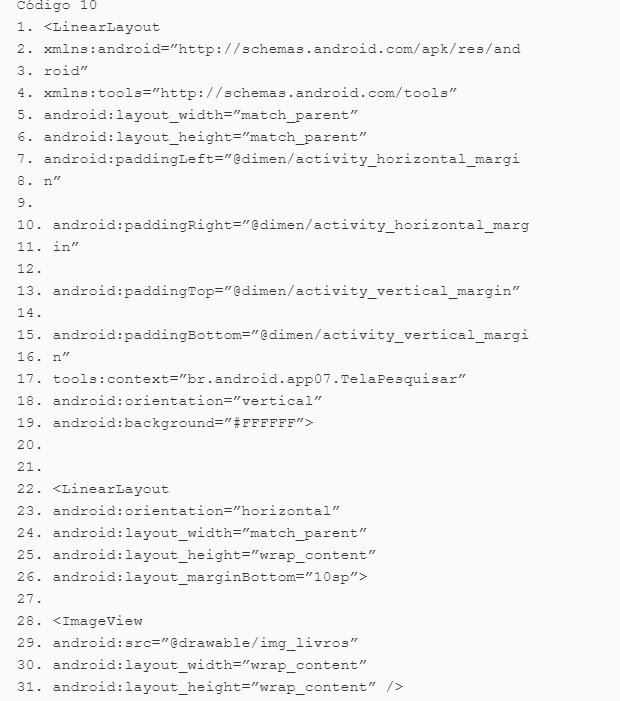 Código 10
1. <LinearLayout
2. xmlns:android=”http://schemas.android.com/apk/res/and
3. roid”
4. xmlns:tools=”http://schemas.android.com/tools”
5. android:layout_width=”match_parent”
6. android:layout_height=”match_parent”
7. android:paddingLeft=”@dimen/activity_horizontal_margi
8. n”
9.
10. android:paddingRight=”@dimen/activity_horizontal_marg
11. in”
12.
13. android:paddingTop=”@dimen/activity_vertical_margin”
14.
15. android:paddingBottom=”@dimen/activity_vertical_margi
16. n”
17. tools:context=”br.android.app07.TelaPesquisar”
18. android:orientation=”vertical”
19. android:background=”#FFFFFF”>
20.
21.
22. <LinearLayout
23. android:orientation=”horizontal”
24. android:layout_width=”match_parent”
25. android:layout_height=”wrap_content”
26. android:layout_marginBottom=”10sp”>
27.
28. <ImageView
29. android:src=”@drawable/img_livros”
30. android:layout_width=”wrap_content”
31. android:layout_height=”wrap_content” />